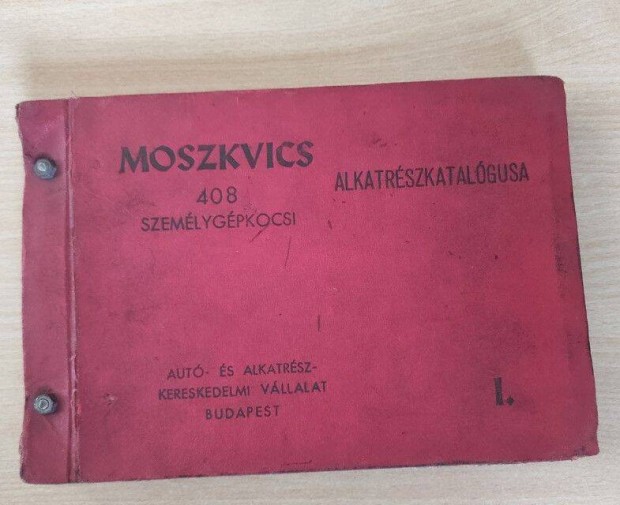 MOSZKVICS
408
SZEMÉLYGÉPKOCSI
ALKATRÉSZKATALÓGUSA
AUTÓ- ÉS ALKATRÉSZ-
KERESKEDELMI VÁLLALAT
BUDAPEST
I.